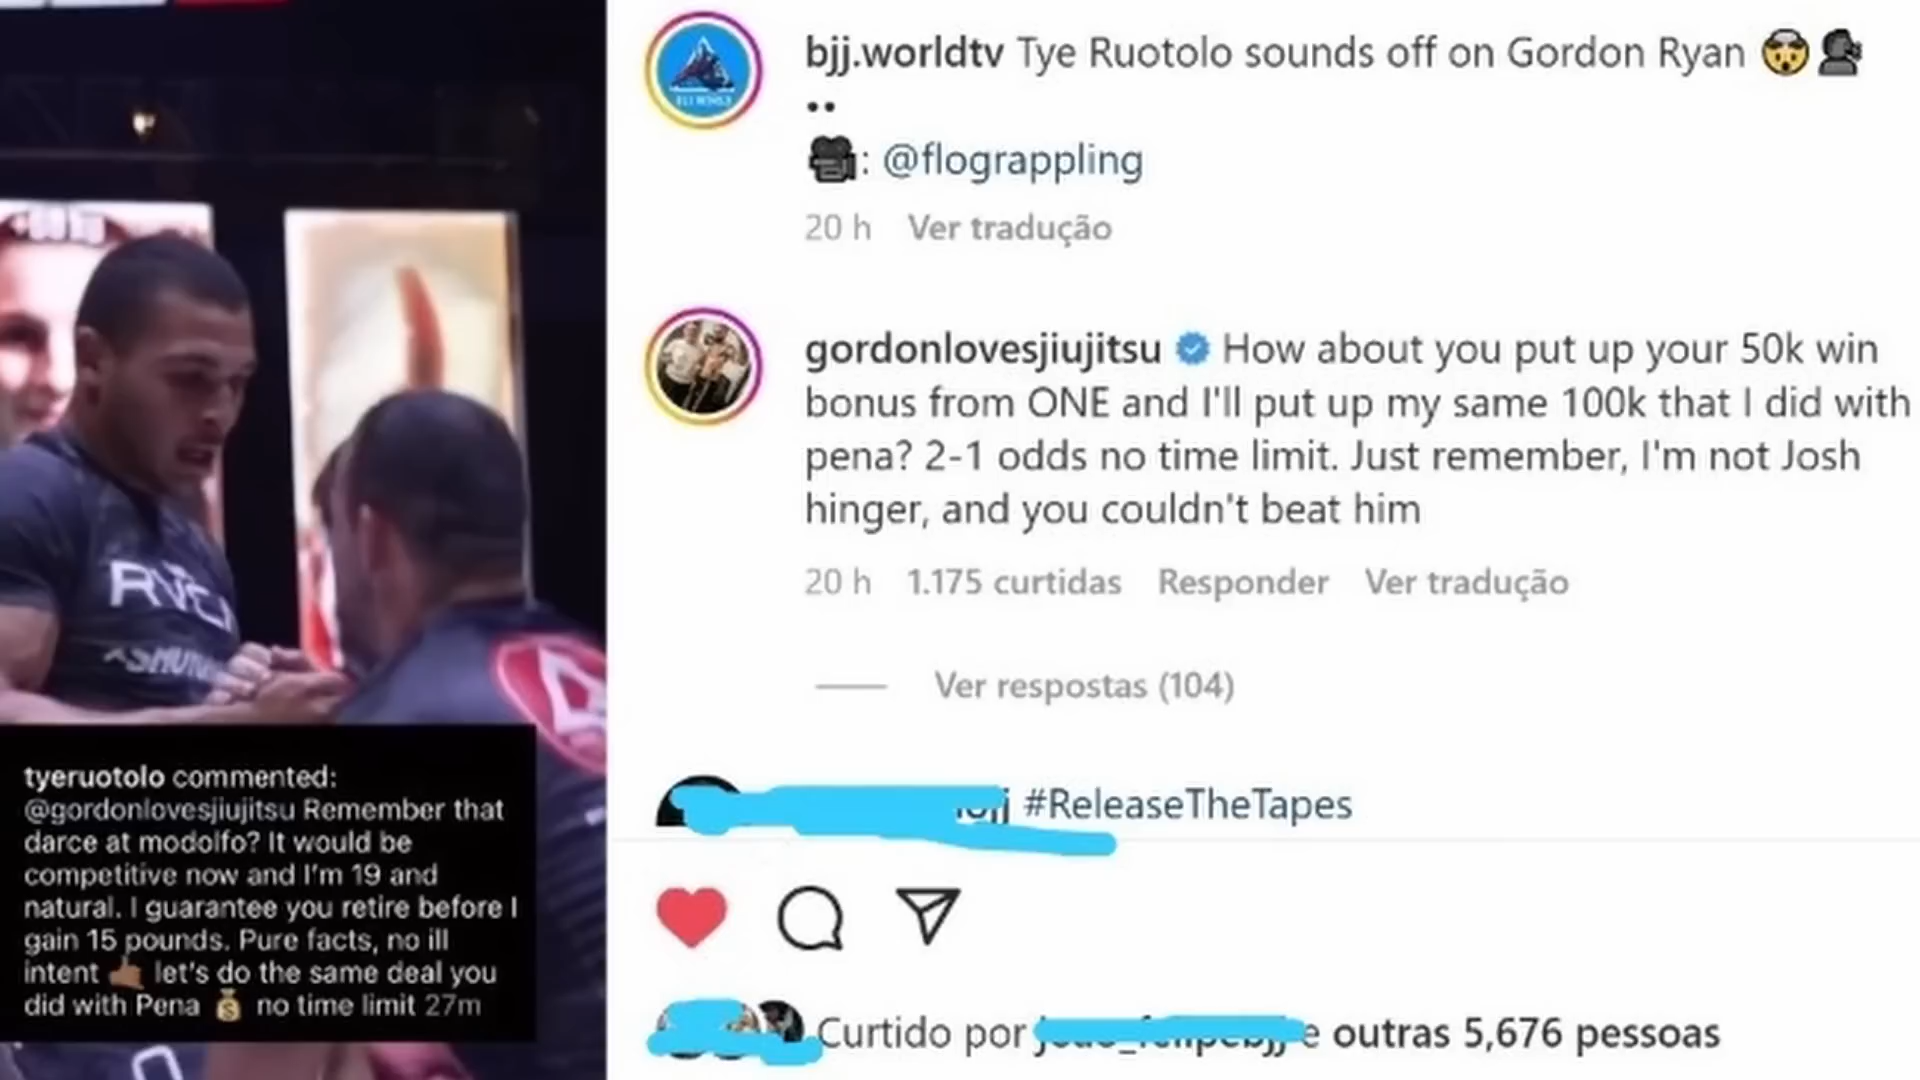 RVCA
tyeruotolo commented:
@gordonlovesjiujitsu Remember that
darce at modolfo? It would be
competitive now and I'm 19 and
natural. I guarantee you retire before I
gain 15 pounds. Pure facts, no ill
intent 🤙🏽 let's do the same deal you
did with Pena 💰 no time limit 27m
bjj.worldtv Tye Ruotolo sounds off on Gordon Ryan 🤯🗣
..
🎥: @flograppling
20 h Ver tradução
gordonlovesjiujitsu How about you put up your 50k win
bonus from ONE and I'll put up my same 100k that I did with
pena? 2-1 odds no time limit. Just remember, I'm not Josh
hinger, and you couldn't beat him
20 h 1.175 curtidas Responder Ver tradução
Ver respostas (104)
#ReleaseTheTapes
Curtido por e outras 5,676 pessoas